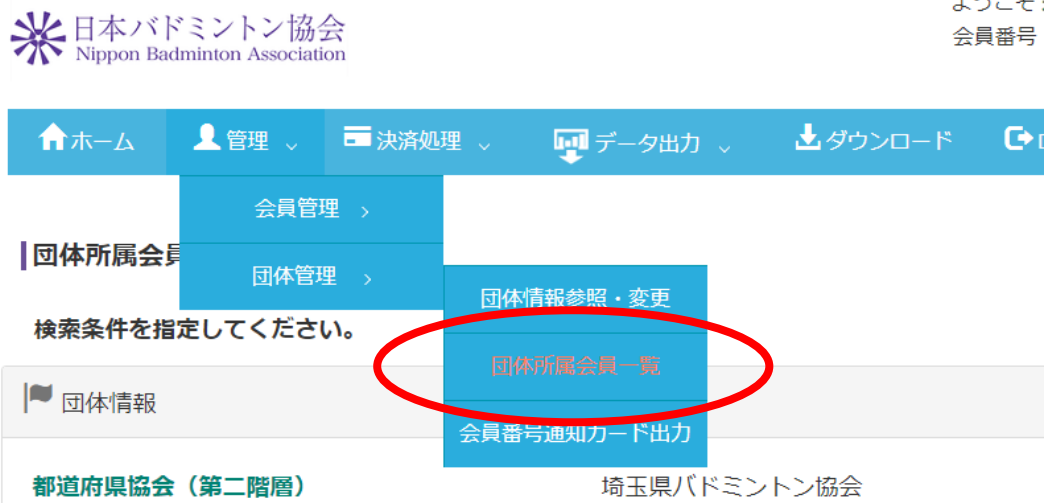 日本バドミントン協会
Nippon Badminton Association
会員番号
ホーム
管理
決済処理
データ出力
ダウンロード
会員管理
団体管理
団体情報参照・変更
団体所属会員一覧
会員番号通知カード出力
団体所属会員
検索条件を指定してください。
団体情報
都道府県協会（第二階層）
埼玉県バドミントン協会